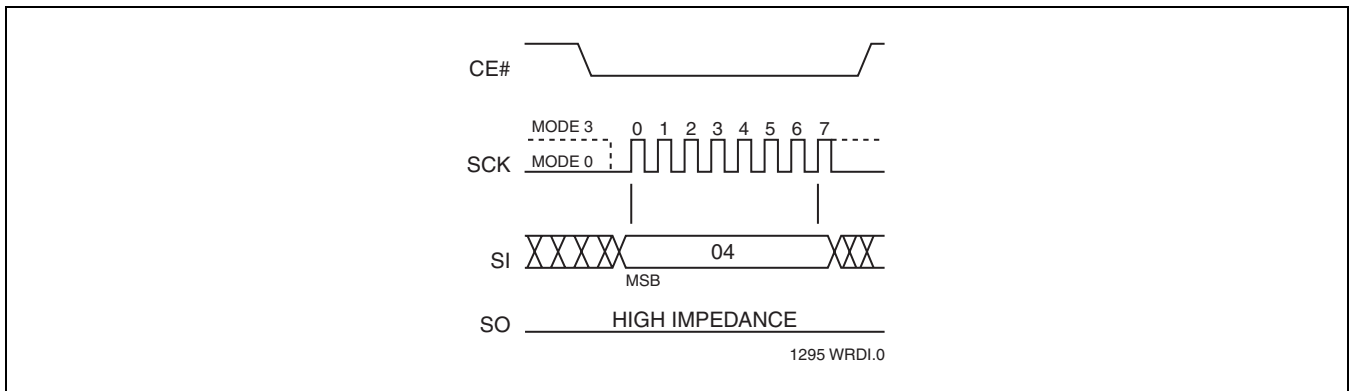 CE#
MODE 3
0 1 2 3 4 5 6 7
SCK
MODE 0
SI
04
MSB
SO
HIGH IMPEDANCE
1295 WRDI.0